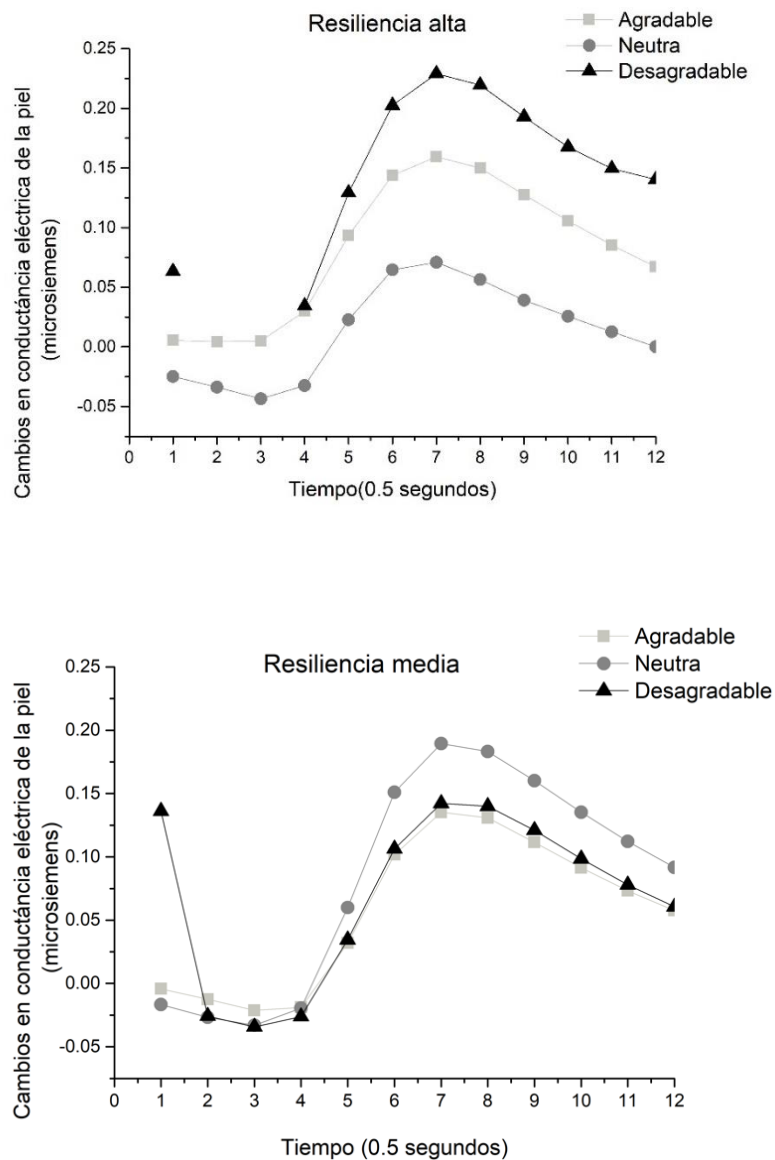 Resiliencia alta
Agradable
Neutra
Desagradable
Cambios en conductáncia eléctrica de la piel
(microsiemens)
0.25
0.20
0.15
0.10
0.05
0.00
-0.05
0 1 2 3 4 5 6 7 8 9 10 11 12
Tiempo(0.5 segundos)
Resiliencia media
Agradable
Neutra
Desagradable
Cambios en conductáncia eléctrica de la piel
(microsiemens)
0.25
0.20
0.15
0.10
0.05
0.00
-0.05
0 1 2 3 4 5 6 7 8 9 10 11 12
Tiempo (0.5 segundos)